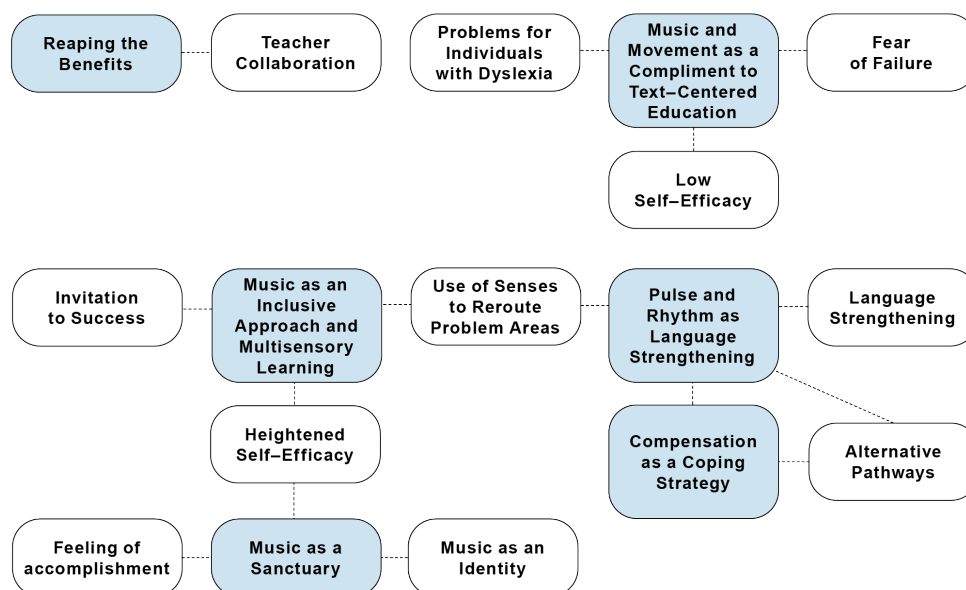 Reaping the
Benefits
Teacher
Collaboration
Problems for
Individuals
with Dyslexia
Music and
Movement as a
Compliment to
Text–Centered
Education
Fear
of Failure
Low
Self–Efficacy
Invitation
to Success
Music as an
Inclusive
Approach and
Multisensory
Learning
Use of Senses
to Reroute
Problem Areas
Pulse and
Rhythm as
Language
Strengthening
Language
Strengthening
Heightened
Self–Efficacy
Compensation
as a Coping
Strategy
Alternative
Pathways
Feeling of
accomplishment
Music as a
Sanctuary
Music as an
Identity